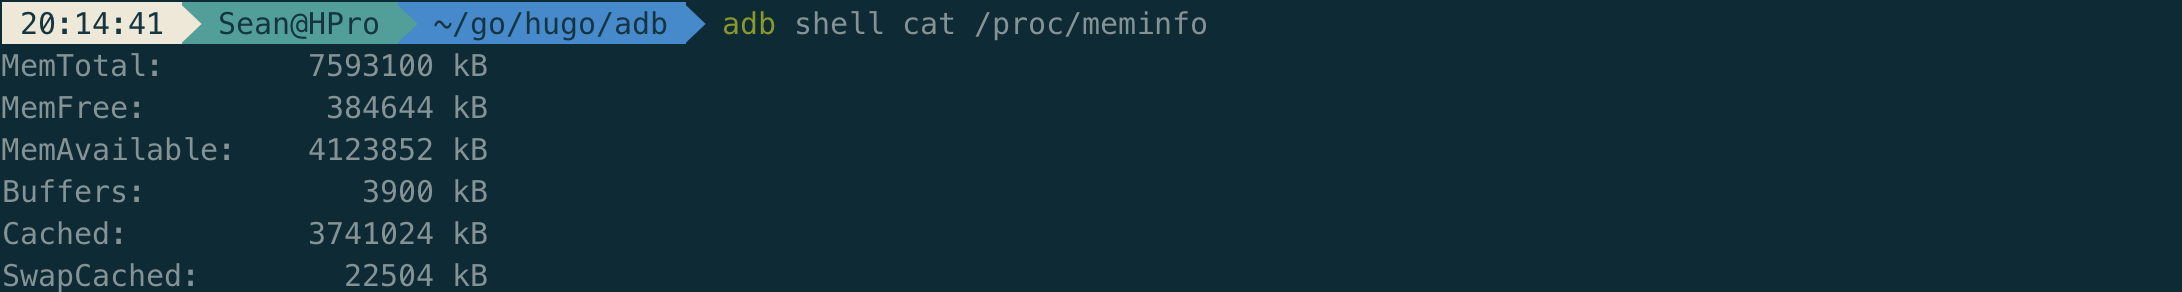 20:14:41 Sean@HPro ~/go/hugo/adb adb shell cat /proc/meminfo
MemTotal:        7593100 kB
MemFree:          384644 kB
MemAvailable:    4123852 kB
Buffers:            3900 kB
Cached:          3741024 kB
SwapCached:        22504 kB